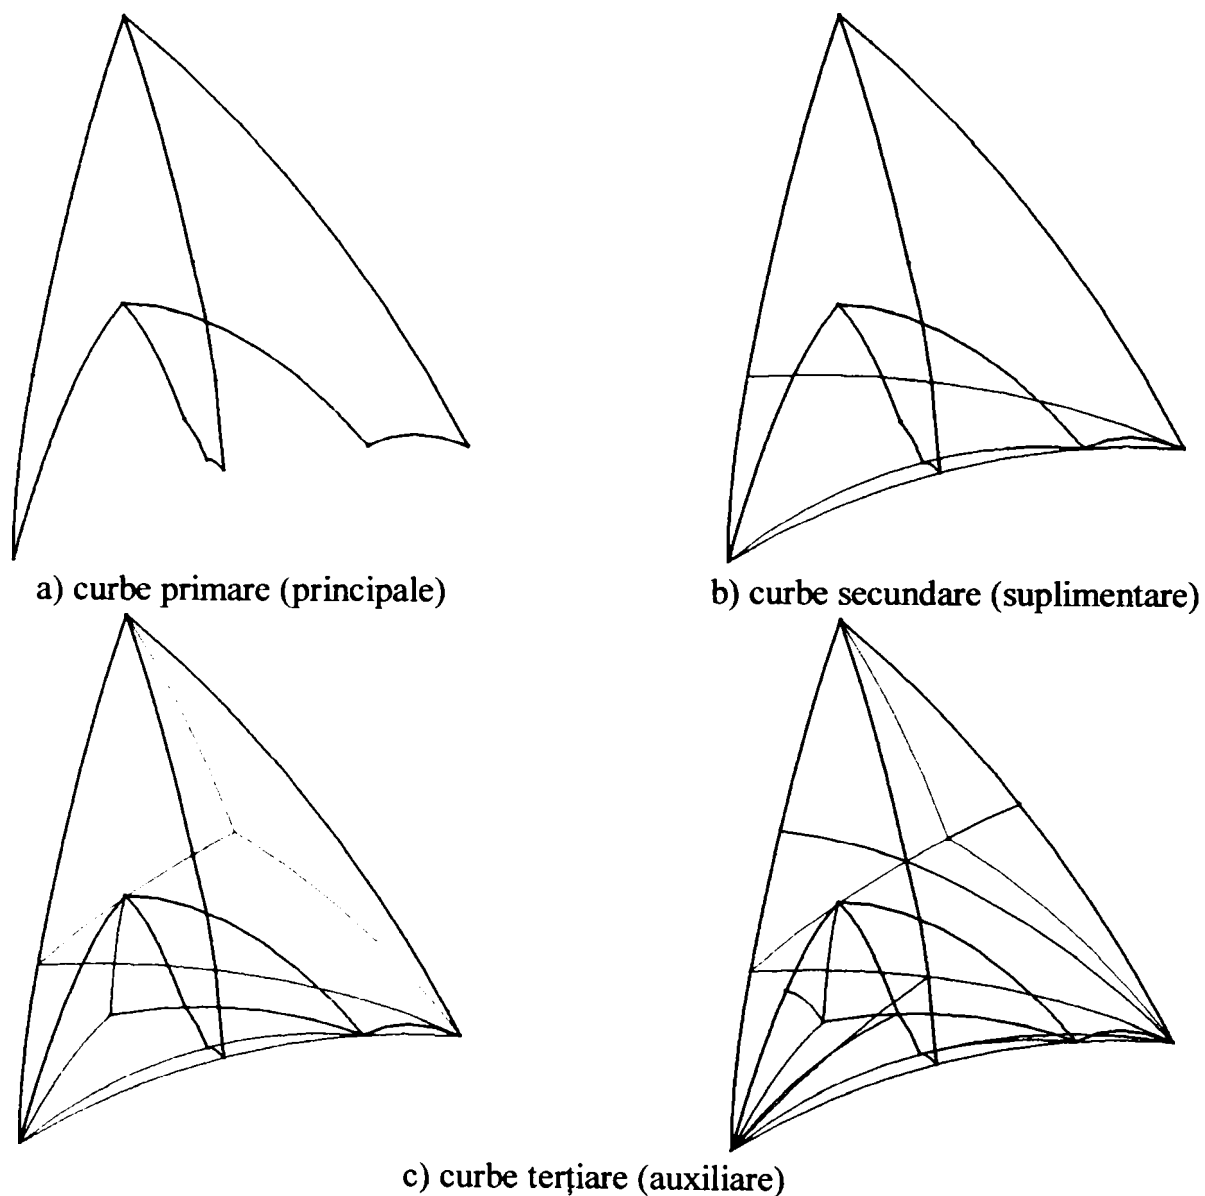 a) curbe primare (principale)
b) curbe secundare (suplimentare)
c) curbe terțiare (auxiliare)